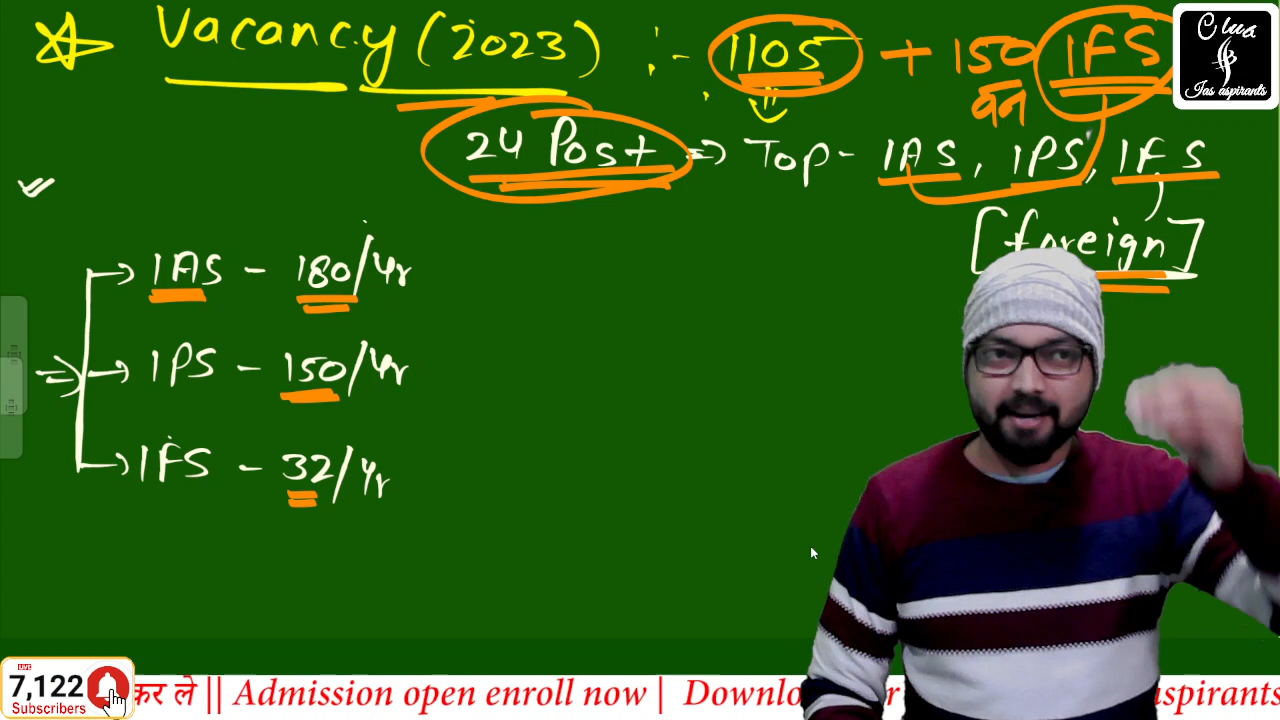 Vacancy (2023) :- 1105 + 150 IFS
वन
24 Post => Top - IAS, IPS, IFS
[foreign]
IAS - 180/yr
IPS - 150/yr
IFS - 32/yr
Clua
Ias aspirants
LIVE
7,122
Subscribers
कर ले || Admission open enroll now | Downlo
aspirants